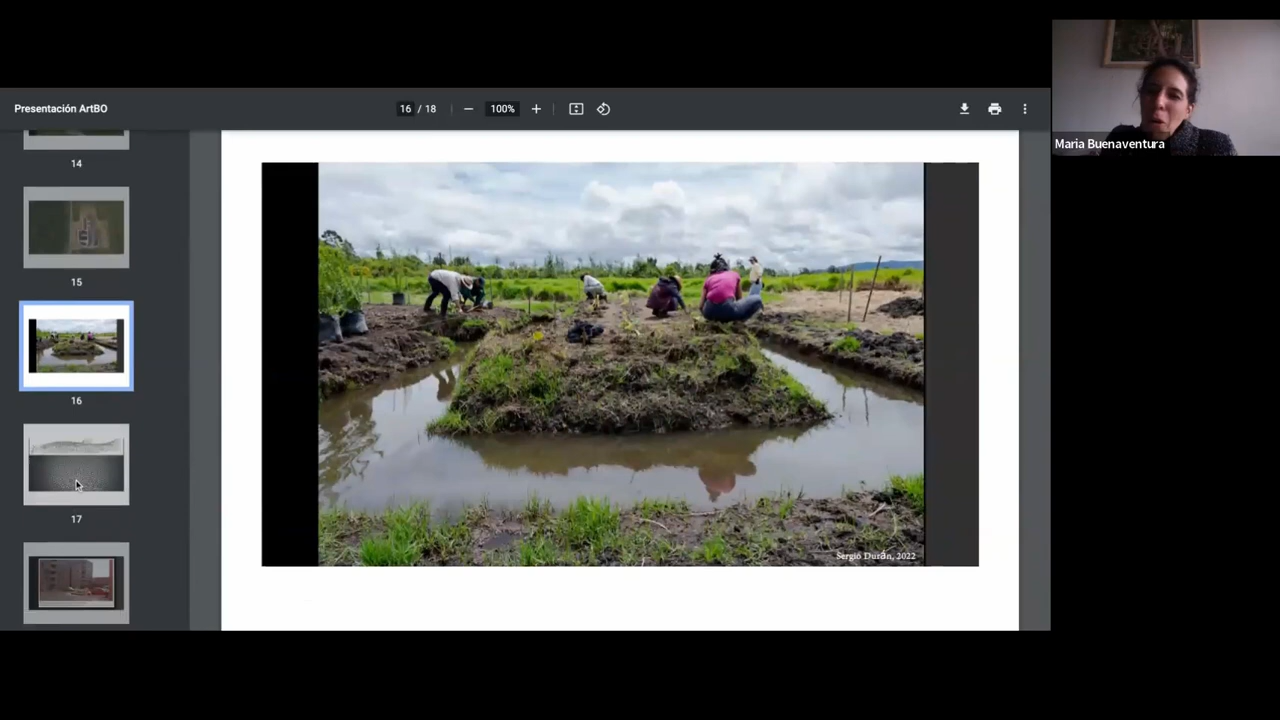 Presentación ArtBO
16 / 18
100%
14
15
16
17
Sergio Durán, 2022
Maria Buenaventura